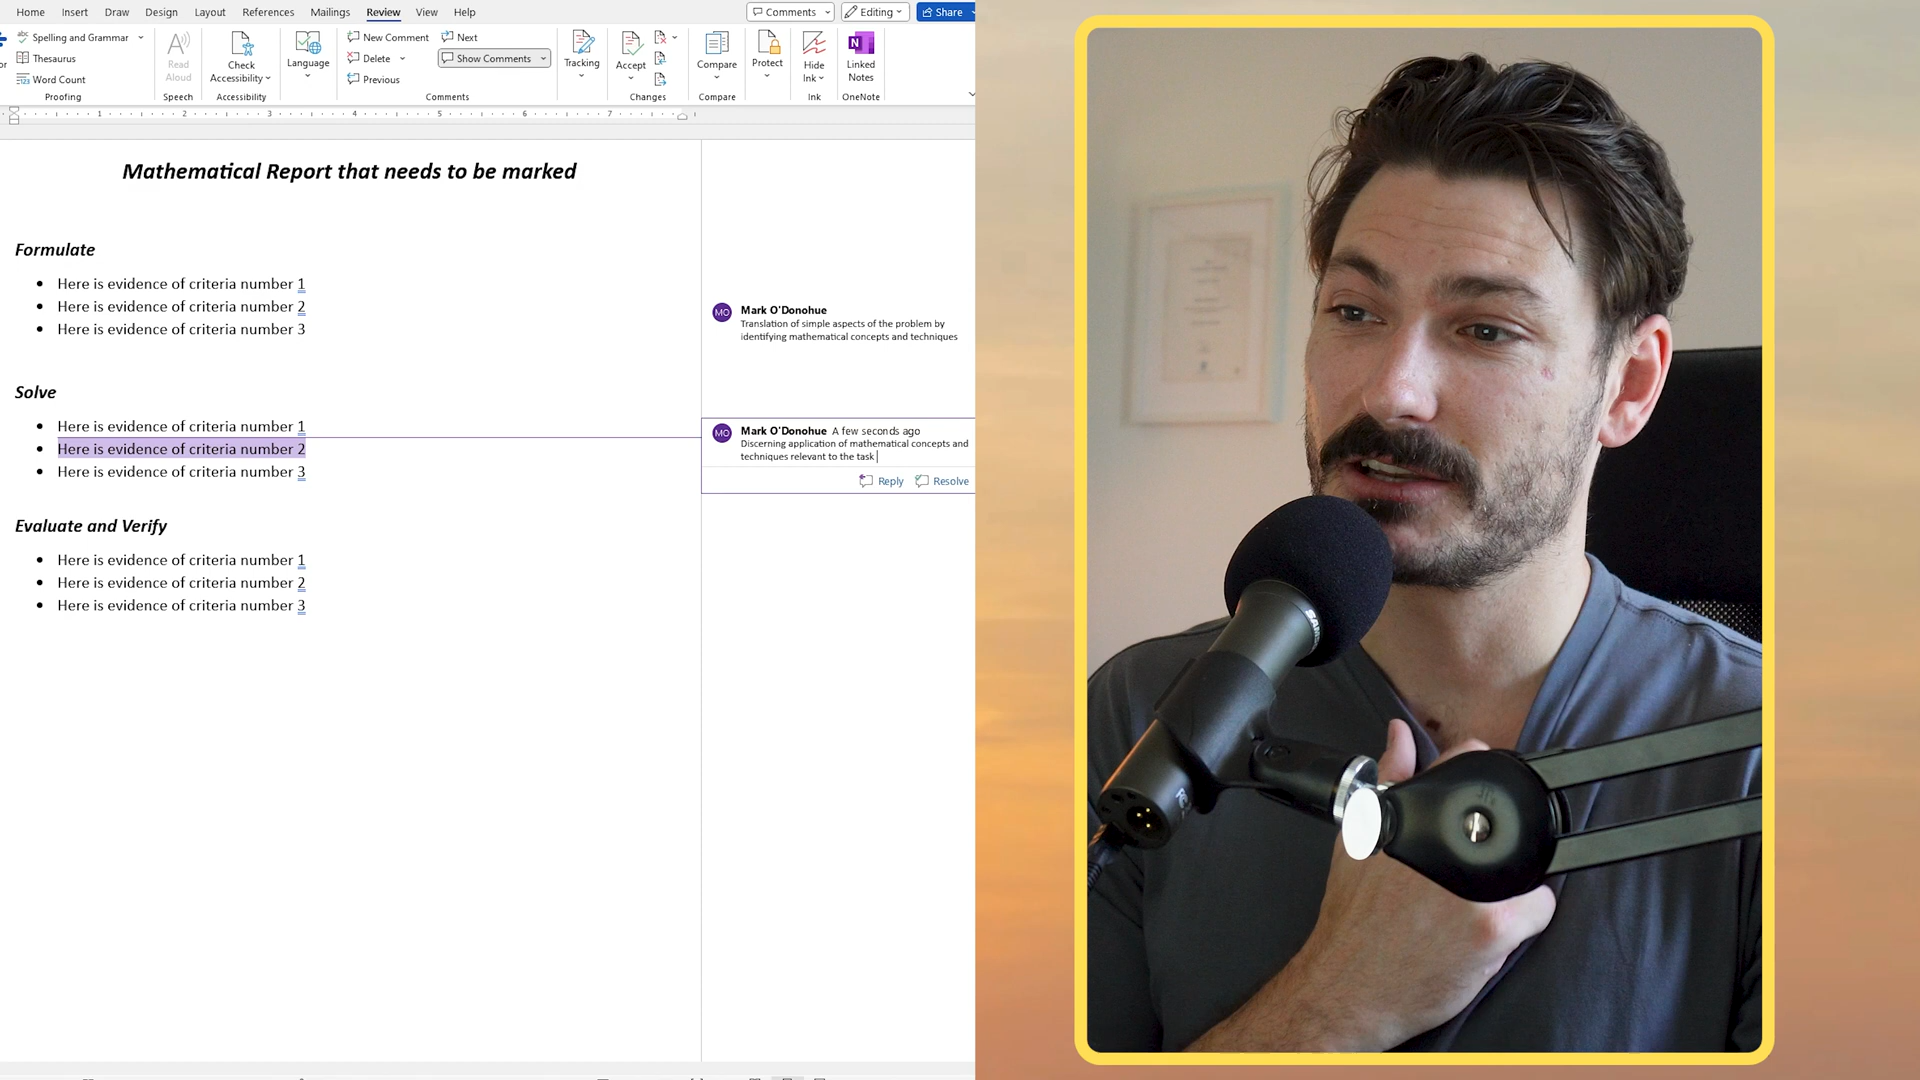 Home Insert Draw Design Layout References Mailings Review View Help Comments Editing Share
Spelling and Grammar
Thesaurus
Word Count
Proofing
Read
Aloud
Speech
Check
Accessibility
Accessibility
Language
New Comment
Delete
Previous
Next
Show Comments
Comments
Tracking
Accept
Changes
Compare
Compare
Protect
Hide
Ink
Ink
Linked
Notes
OneNote
1 2 3 4 5 6 7
Mathematical Report that needs to be marked
Formulate
Here is evidence of criteria number 1
Here is evidence of criteria number 2
Here is evidence of criteria number 3
Solve
Here is evidence of criteria number 1
Here is evidence of criteria number 2
Here is evidence of criteria number 3
Evaluate and Verify
Here is evidence of criteria number 1
Here is evidence of criteria number 2
Here is evidence of criteria number 3
MO Mark O'Donohue
Translation of simple aspects of the problem by
identifying mathematical concepts and techniques
MO Mark O'Donohue A few seconds ago
Discerning application of mathematical concepts and
techniques relevant to the task
Reply Resolve